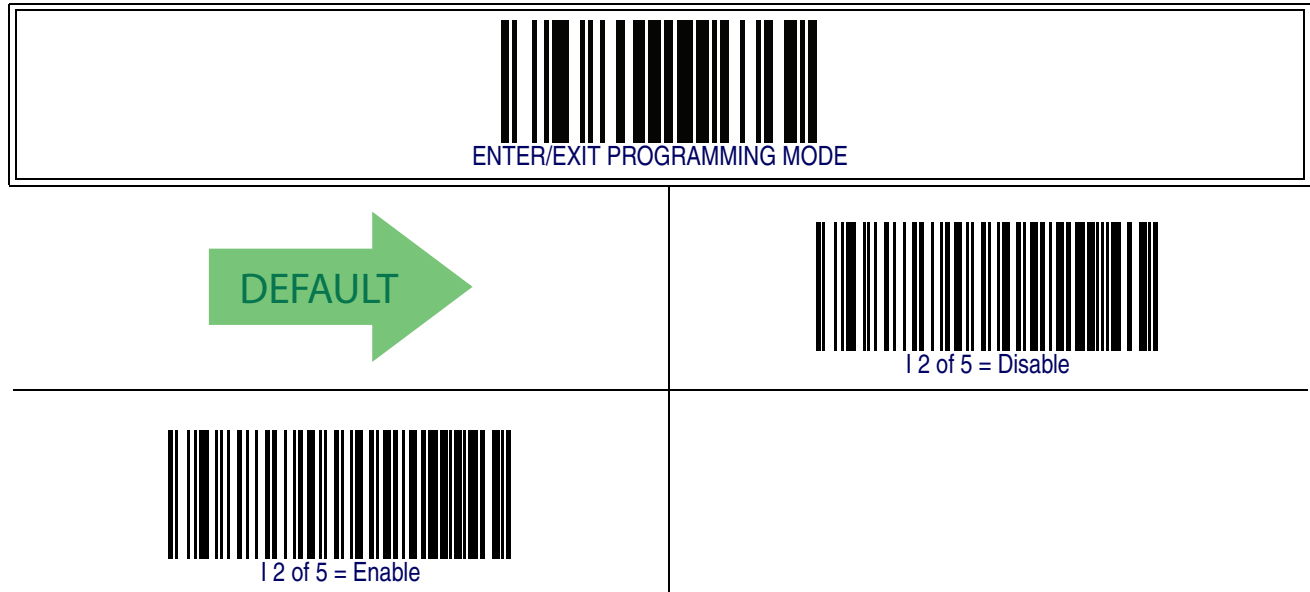 ENTER/EXIT PROGRAMMING MODE
DEFAULT
I 2 of 5 = Disable
I 2 of 5 = Enable